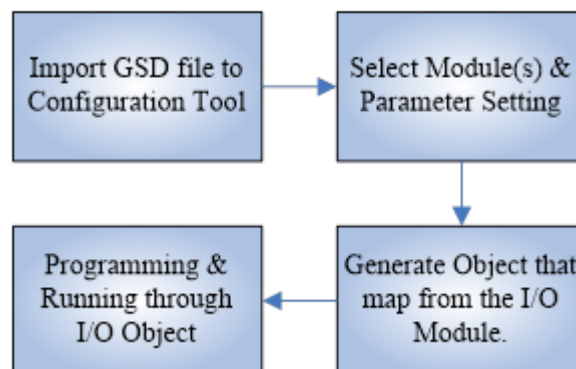 Import GSD file to
Configuration Tool
Select Module(s) &
Parameter Setting
Generate Object that
map from the I/O
Module.
Programming &
Running through
I/O Object